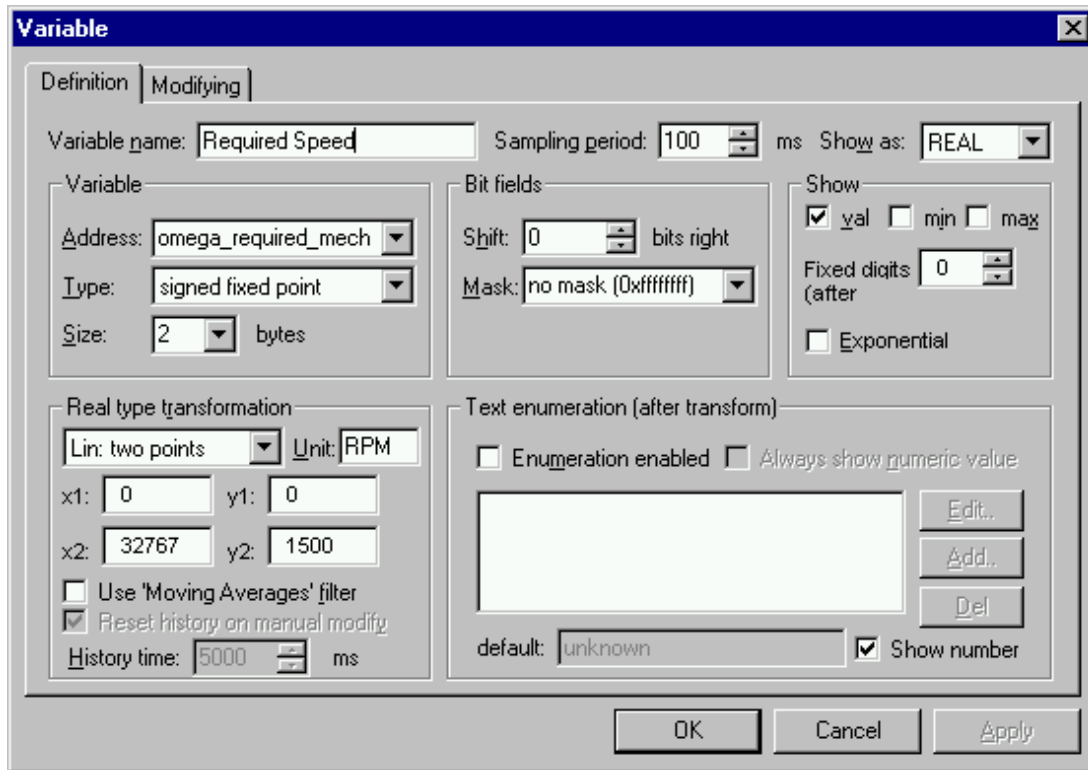 Variable
Definition Modifying
Variable name: Required Speed Sampling period: 100 ms Show as: REAL
Variable Bit fields Show
val min max
Address: omega_required_mech Shift: 0 bits right
Type: signed fixed point Mask: no mask (0xffffffff) Fixed digits 0
(after
Size: 2 bytes
Exponential
Real type transformation Text enumeration (after transform)
Lin: two points Unit: RPM
Enumeration enabled Always show numeric value
x1: 0 y1: 0
Edit..
x2: 32767 y2: 1500
Add..
Use 'Moving Averages' filter
Del
Reset history on manual modify
History time: 5000 ms default: unknown Show number
OK Cancel Apply